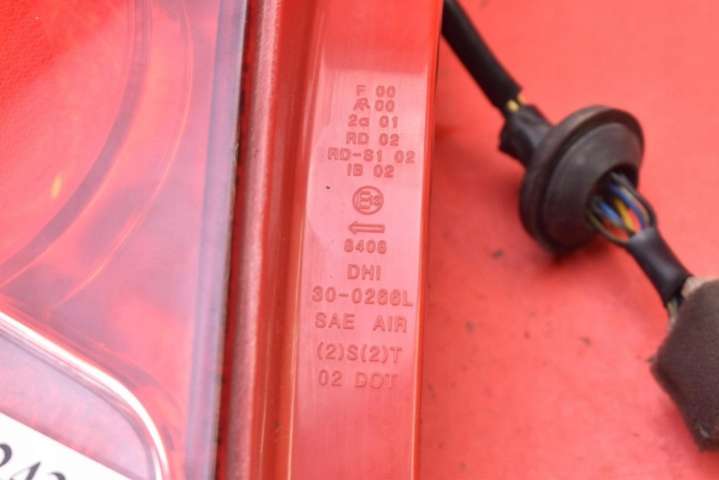 F 00
AR 00
2a 01
RD 02
RD-S1 02
IB 02
E13
8406
DHI
30-0266L
SAE AIR
(2)S(2)T
02 DOT